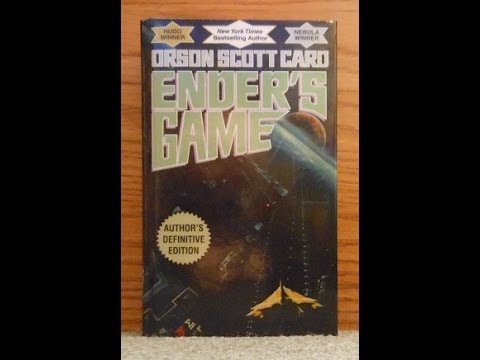 HUGO
WINNER
New York Times
Bestselling Author
NEBULA
WINNER
ORSON SCOTT CARD
ENDER'S
GAME
AUTHOR'S
DEFINITIVE
EDITION